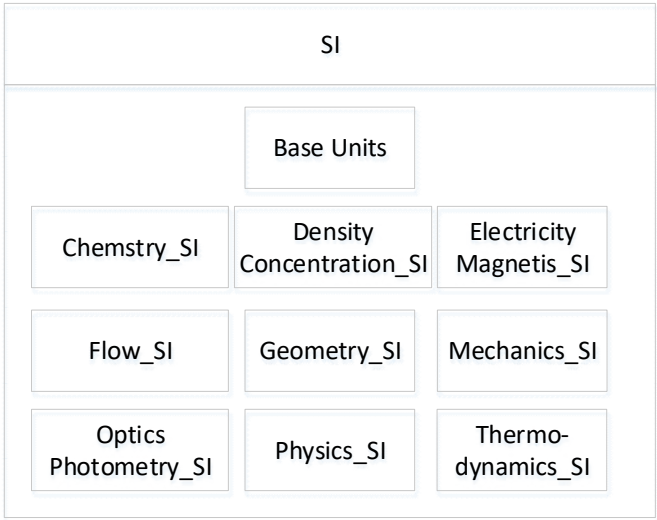 SI
Base Units
Chemstry_SI
Density
Concentration_SI
Electricity
Magnetis_SI
Flow_SI
Geometry_SI
Mechanics_SI
Optics
Photometry_SI
Physics_SI
Thermo-
dynamics_SI